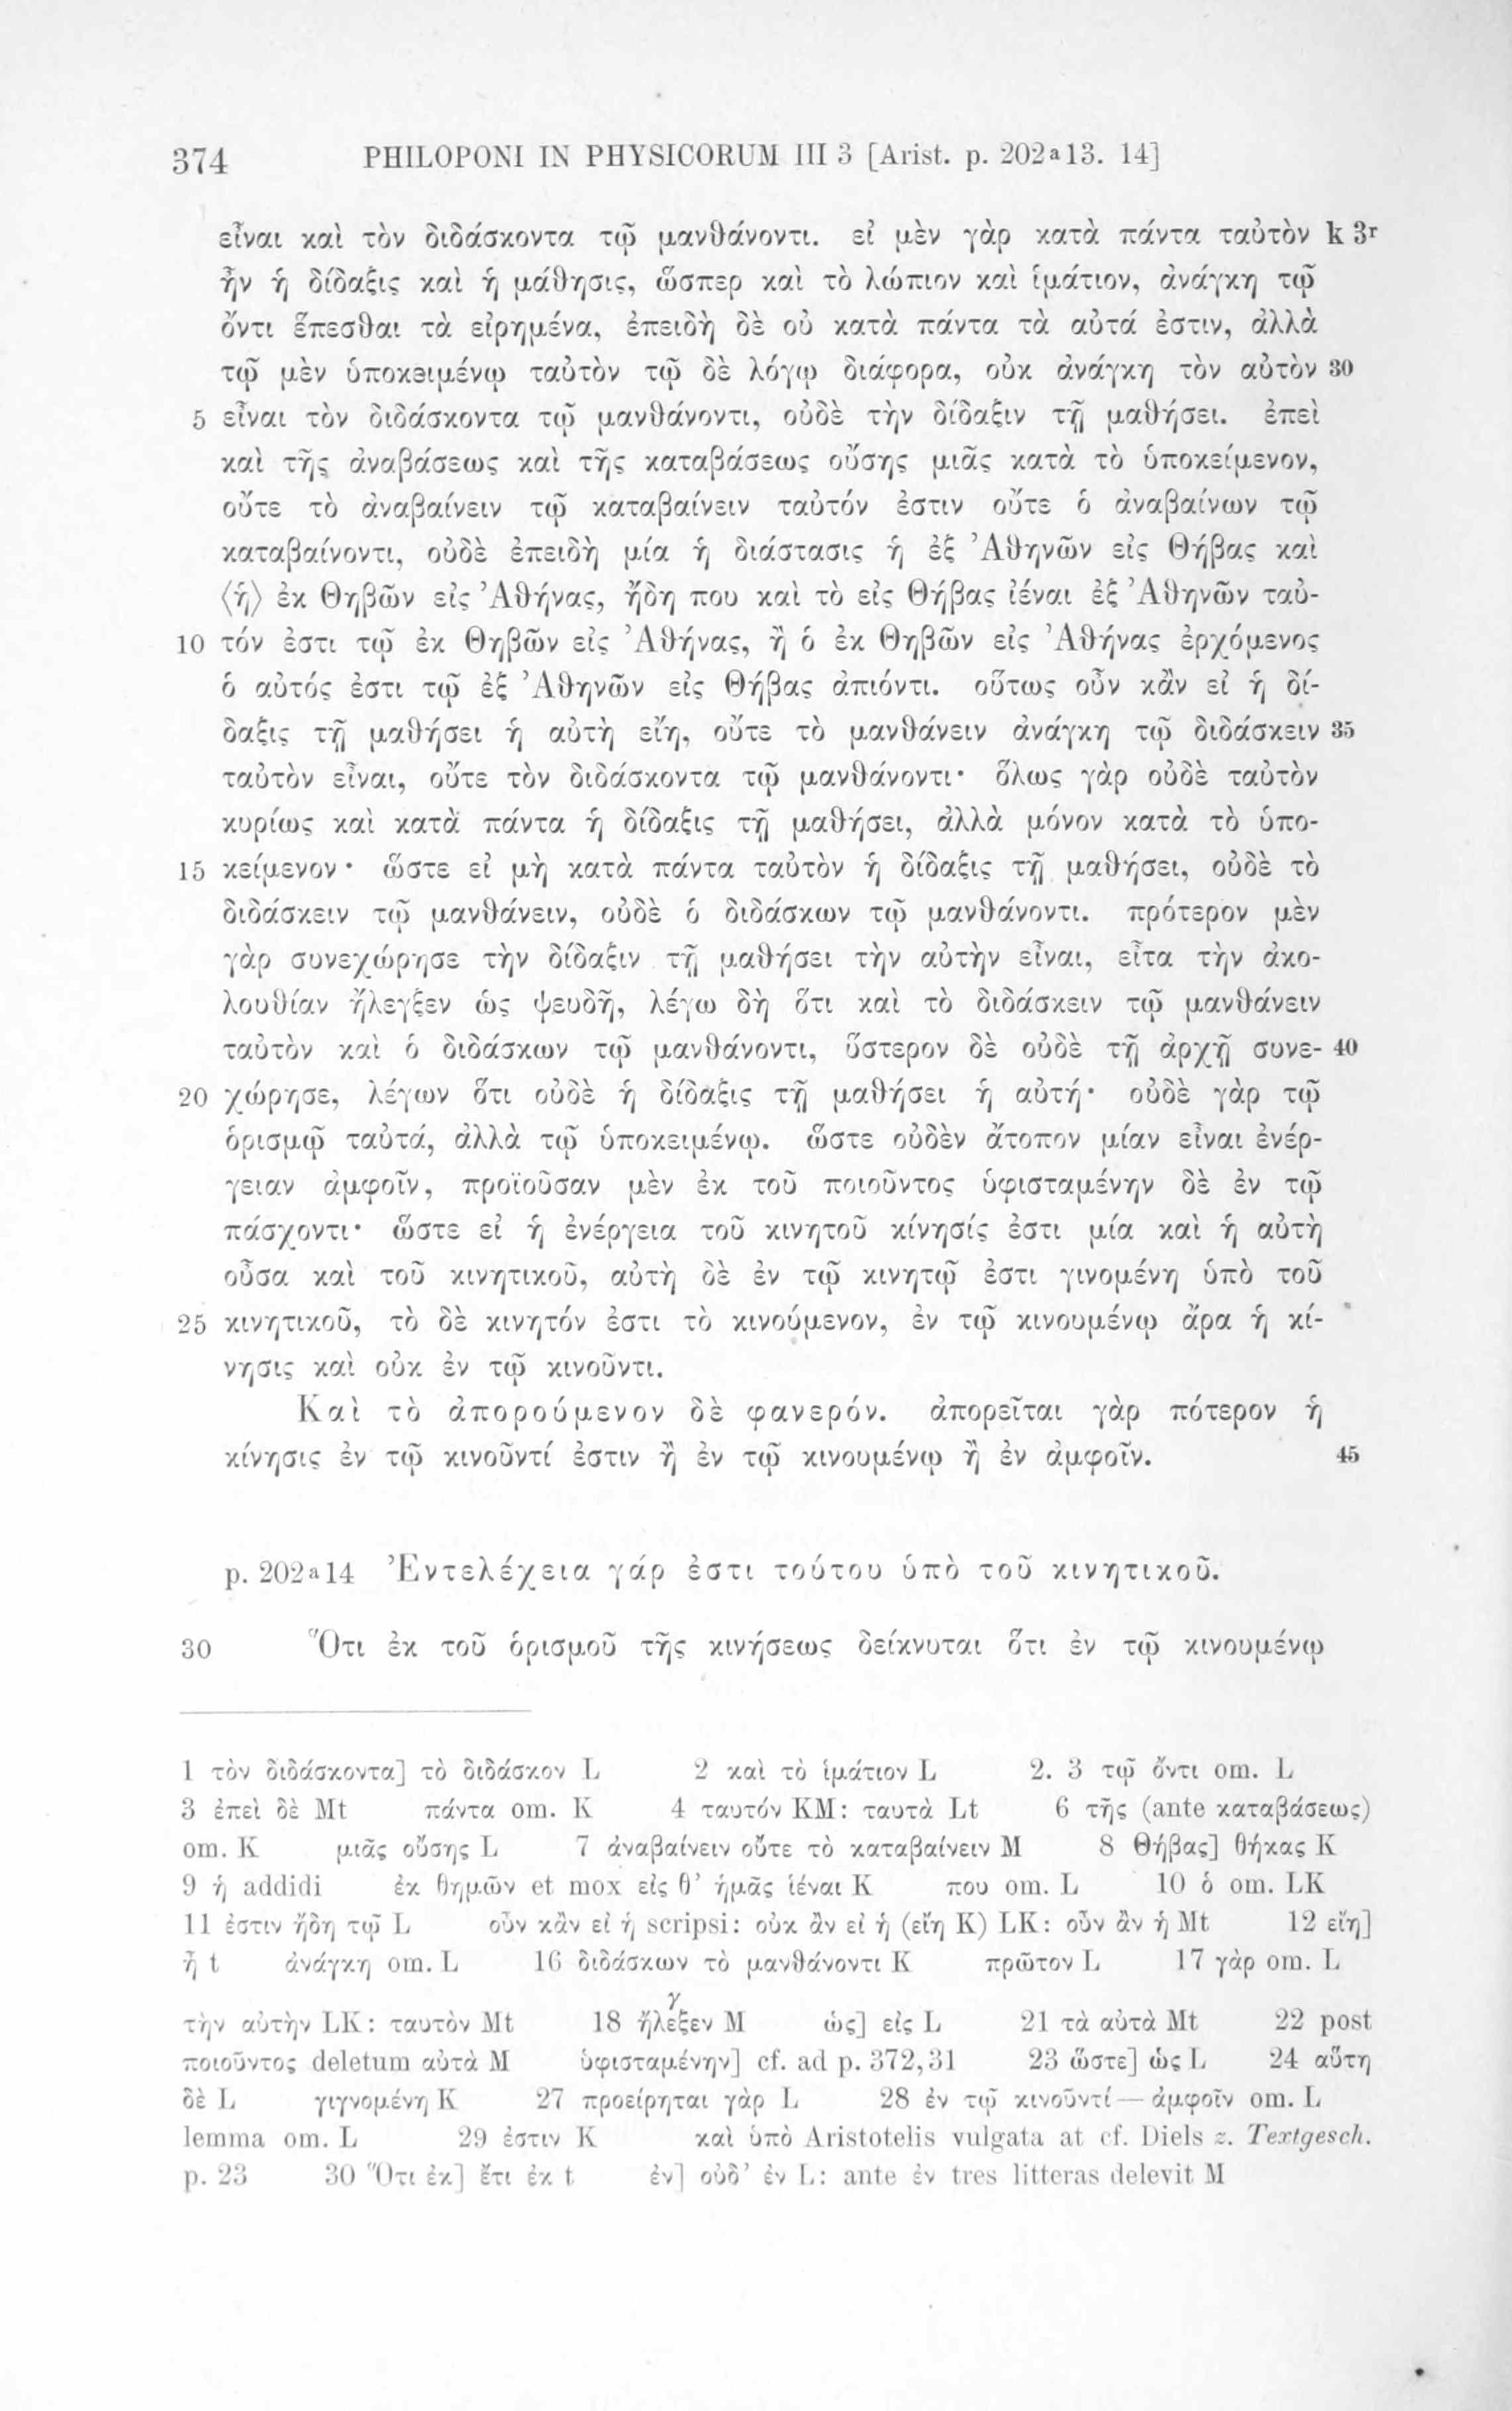 374 PHILOPONI IN PHYSICORUM III 3 [Arist. p. 202ᵃ13. 14]
εἶναι καὶ τὸν διδάσκοντα τῷ μανθάνοντι. εἰ μὲν γὰρ κατὰ πάντα ταὐτὸν k 3ʳ
ἦν ἡ δίδαξις καὶ ἡ μάθησις, ὥσπερ καὶ τὸ λώπιον καὶ ἱμάτιον, ἀνάγκη τῷ
ὄντι ἕπεσθαι τὰ εἰρημένα, ἐπειδὴ δὲ οὐ κατὰ πάντα τὰ αὐτά ἐστιν, ἀλλὰ
τῷ μὲν ὑποκειμένῳ ταὐτὸν τῷ δὲ λόγῳ διάφορα, οὐκ ἀνάγκη τὸν αὐτὸν 30
5 εἶναι τὸν διδάσκοντα τῷ μανθάνοντι, οὐδὲ τὴν δίδαξιν τῇ μαθήσει. ἐπεὶ
καὶ τῆς ἀναβάσεως καὶ τῆς καταβάσεως οὔσης μιᾶς κατὰ τὸ ὑποκείμενον,
οὔτε τὸ ἀναβαίνειν τῷ καταβαίνειν ταὐτόν ἐστιν οὔτε ὁ ἀναβαίνων τῷ
καταβαίνοντι, οὐδὲ ἐπειδὴ μία ἡ διάστασις ἡ ἐξ Ἀθηνῶν εἰς Θήβας καὶ
⟨ἡ⟩ ἐκ Θηβῶν εἰς Ἀθήνας, ἤδη που καὶ τὸ εἰς Θήβας ἰέναι ἐξ Ἀθηνῶν ταὐ-
10 τόν ἐστι τῷ ἐκ Θηβῶν εἰς Ἀθήνας, ἢ ὁ ἐκ Θηβῶν εἰς Ἀθήνας ἐρχόμενος
ὁ αὐτός ἐστι τῷ ἐξ Ἀθηνῶν εἰς Θήβας ἀπιόντι. οὕτως οὖν κἂν εἰ ἡ δί-
δαξις τῇ μαθήσει ἡ αὐτὴ εἴη, οὔτε τὸ μανθάνειν ἀνάγκη τῷ διδάσκειν 35
ταὐτὸν εἶναι, οὔτε τὸν διδάσκοντα τῷ μανθάνοντι· ὅλως γὰρ οὐδὲ ταὐτὸν
κυρίως καὶ κατὰ πάντα ἡ δίδαξις τῇ μαθήσει, ἀλλὰ μόνον κατὰ τὸ ὑπο-
15 κείμενον· ὥστε εἰ μὴ κατὰ πάντα ταὐτὸν ἡ δίδαξις τῇ μαθήσει, οὐδὲ τὸ
διδάσκειν τῷ μανθάνειν, οὐδὲ ὁ διδάσκων τῷ μανθάνοντι. πρότερον μὲν
γὰρ συνεχώρησε τὴν δίδαξιν τῇ μαθήσει τὴν αὐτὴν εἶναι, εἶτα τὴν ἀκο-
λουθίαν ἤλεγξεν ὡς ψευδῆ, λέγω δὴ ὅτι καὶ τὸ διδάσκειν τῷ μανθάνειν
ταὐτὸν καὶ ὁ διδάσκων τῷ μανθάνοντι, ὕστερον δὲ οὐδὲ τῇ ἀρχῇ συνε- 40
20 χώρησε, λέγων ὅτι οὐδὲ ἡ δίδαξις τῇ μαθήσει ἡ αὐτή· οὐδὲ γὰρ τῷ
ὁρισμῷ ταὐτά, ἀλλὰ τῷ ὑποκειμένῳ. ὥστε οὐδὲν ἄτοπον μίαν εἶναι ἐνέρ-
γειαν ἀμφοῖν, προϊοῦσαν μὲν ἐκ τοῦ ποιοῦντος ὑφισταμένην δὲ ἐν τῷ
πάσχοντι· ὥστε εἰ ἡ ἐνέργεια τοῦ κινητοῦ κίνησίς ἐστι μία καὶ ἡ αὐτὴ
οὖσα καὶ τοῦ κινητικοῦ, αὐτὴ δὲ ἐν τῷ κινητῷ ἐστι γινομένη ὑπὸ τοῦ
25 κινητικοῦ, τὸ δὲ κινητόν ἐστι τὸ κινούμενον, ἐν τῷ κινουμένῳ ἄρα ἡ κί-
νησις καὶ οὐκ ἐν τῷ κινοῦντι.
Καὶ τὸ ἀπορούμενον δὲ φανερόν. ἀπορεῖται γὰρ πότερον ἡ
κίνησις ἐν τῷ κινοῦντί ἐστιν ἢ ἐν τῷ κινουμένῳ ἢ ἐν ἀμφοῖν. 45
p. 202ᵃ14 Ἐντελέχεια γάρ ἐστι τούτου ὑπὸ τοῦ κινητικοῦ.
30 Ὅτι ἐκ τοῦ ὁρισμοῦ τῆς κινήσεως δείκνυται ὅτι ἐν τῷ κινουμένῳ
1 τὸν διδάσκοντα] τὸ διδάσκον L 2 καὶ τὸ ἱμάτιον L 2. 3 τῷ ὄντι om. L
3 ἐπεὶ δὲ Mt πάντα om. K 4 ταυτόν KM: ταυτὰ Lt 6 τῆς (ante καταβάσεως)
om. K μιᾶς οὔσης L 7 ἀναβαίνειν οὔτε τὸ καταβαίνειν M 8 Θήβας] θήκας K
9 ἡ addidi ἐκ θημῶν et mox εἰς θ’ ἡμᾶς ἰέναι K που om. L 10 ὁ om. LK
11 ἐστιν ἤδη τῷ L οὖν κἂν εἰ ἡ scripsi: οὐκ ἂν εἰ ἡ (εἴη K) LK: οὖν ἂν ἡ Mt 12 εἴη]
ᾖ t ἀνάγκη om. L 16 διδάσκων τὸ μανθάνοντι K πρῶτον L 17 γὰρ om. L
τὴν αὐτὴν LK: ταυτὸν Mt 18 ἤλεγξεν M ὡς] εἰς L 21 τὰ αὐτὰ Mt 22 post
ποιοῦντος deletum αὐτὰ M ὑφισταμένην] cf. ad p. 372,31 23 ὥστε] ὡς L 24 αὕτη
δὲ L γιγνομένη K 27 προείρηται γὰρ L 28 ἐν τῷ κινοῦντί — ἀμφοῖν om. L
lemma om. L 29 ἐστιν K καὶ ὑπὸ Aristotelis vulgata at cf. Diels z. Textgesch.
p. 23 30 Ὅτι ἐκ] ἔτι ἐκ t ἐν] οὐδ’ ἐν L: ante ἐν tres litteras delevit M